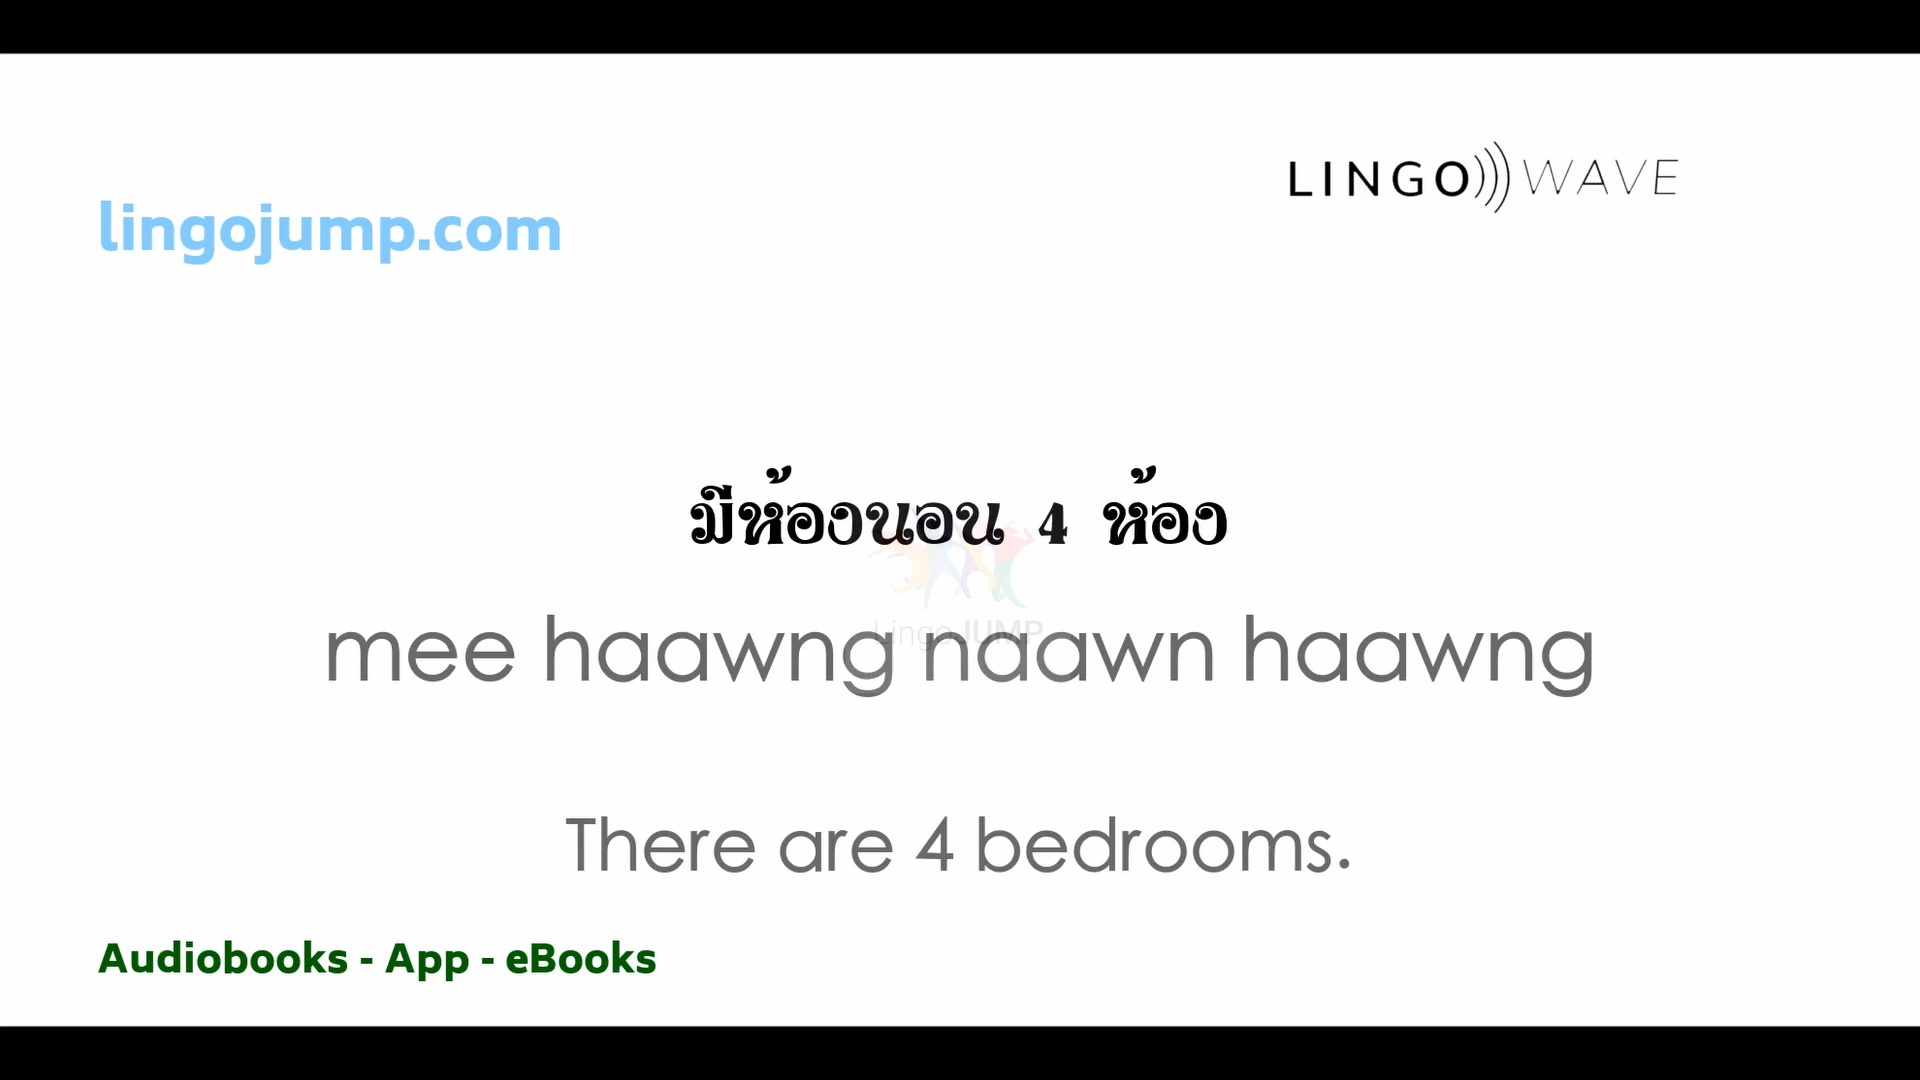 LINGO WAVE
lingojump.com
มีห้องนอน 4 ห้อง
LingoJUMP
mee haawng naawn haawng
There are 4 bedrooms.
Audiobooks - App - eBooks